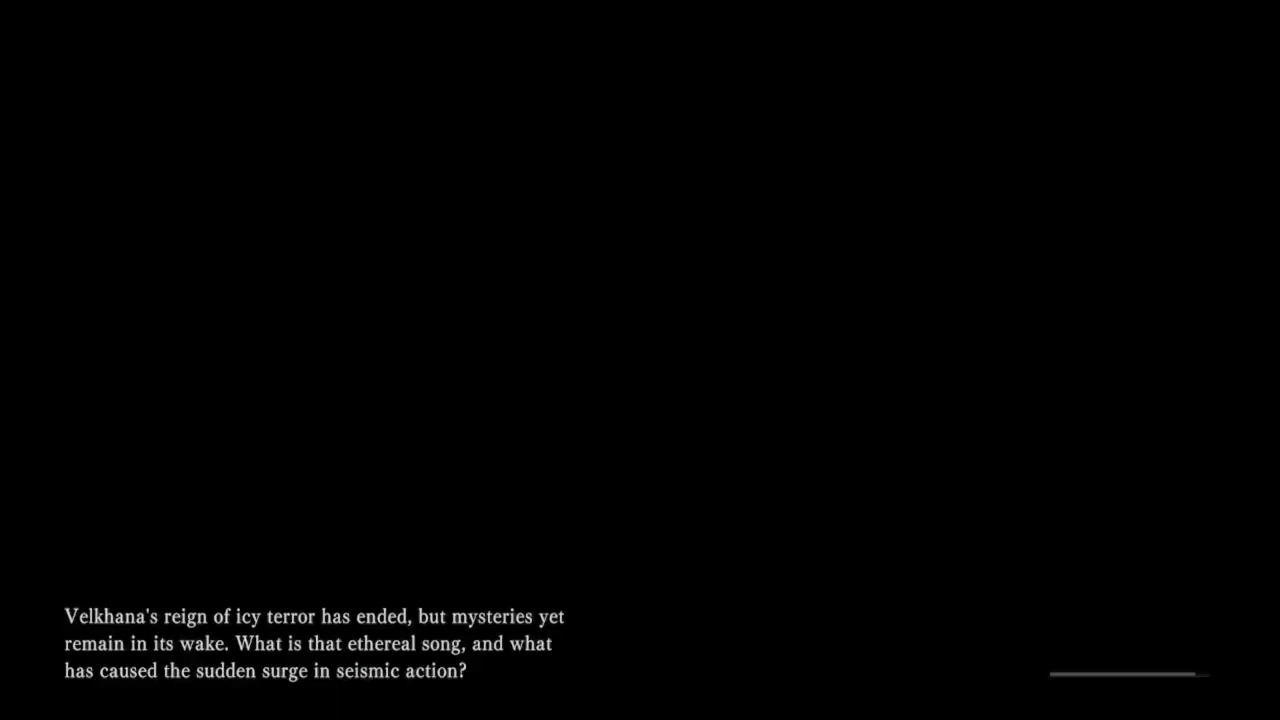 Velkhana's reign of icy terror has ended, but mysteries yet
remain in its wake. What is that ethereal song, and what
has caused the sudden surge in seismic action?